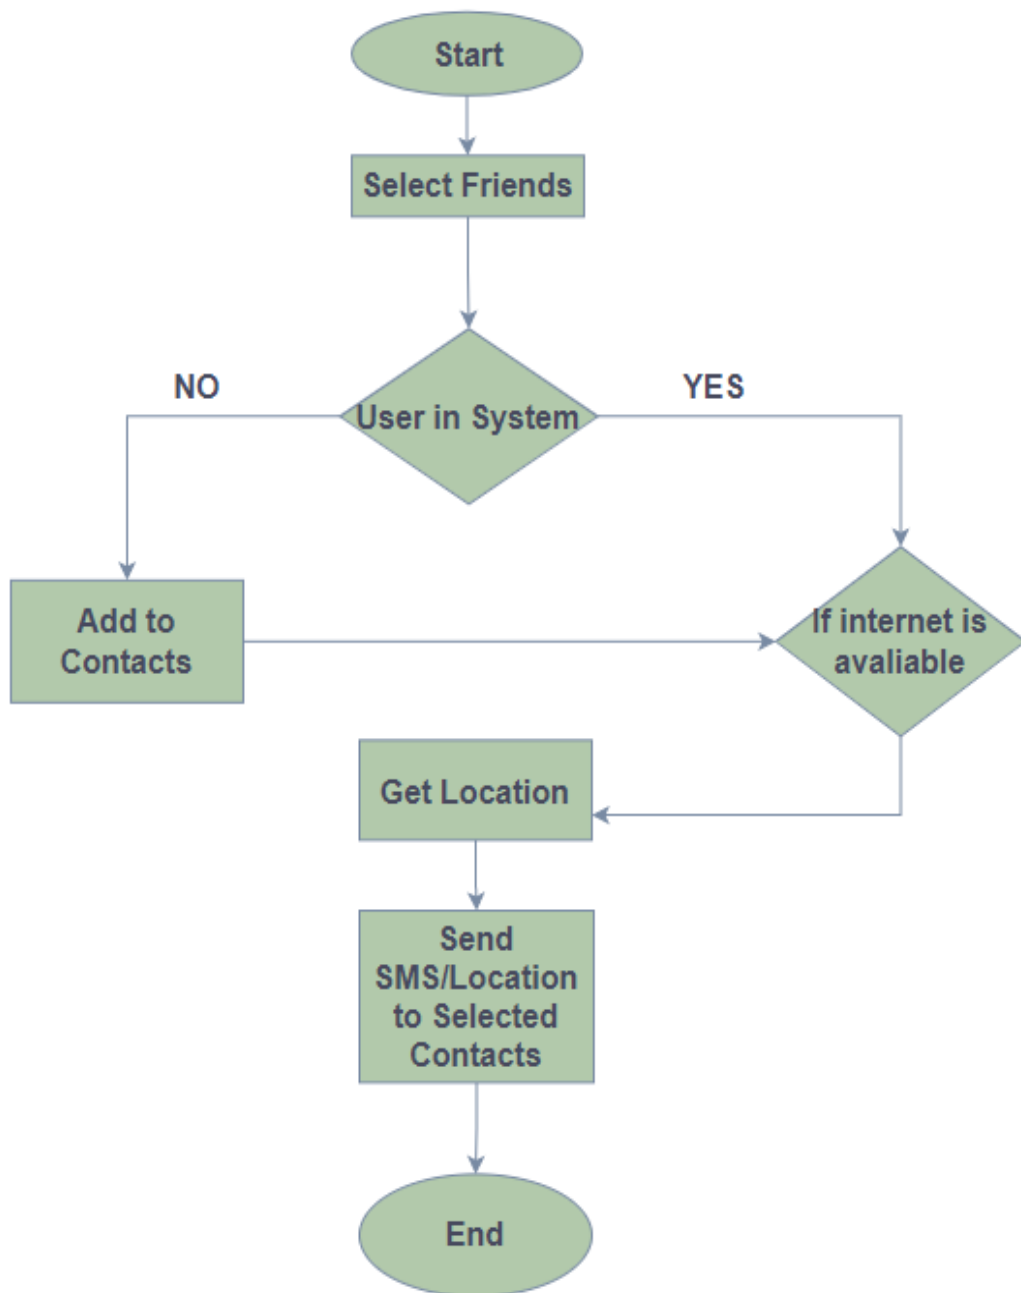 Start
Select Friends
NO
YES
User in System
Add to
Contacts
If internet is
avaliable
Get Location
Send
SMS/Location
to Selected
Contacts
End